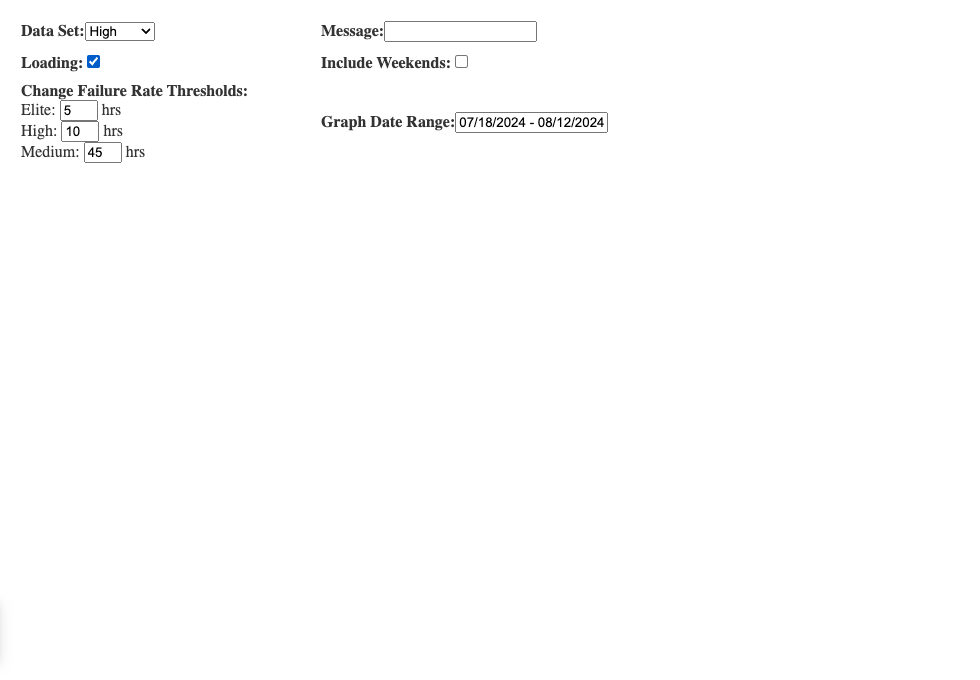 Data Set: High
Message:
Loading:
Include Weekends:
Change Failure Rate Thresholds:
Elite: 5 hrs
High: 10 hrs
Medium: 45 hrs
Graph Date Range: 07/18/2024 - 08/12/2024